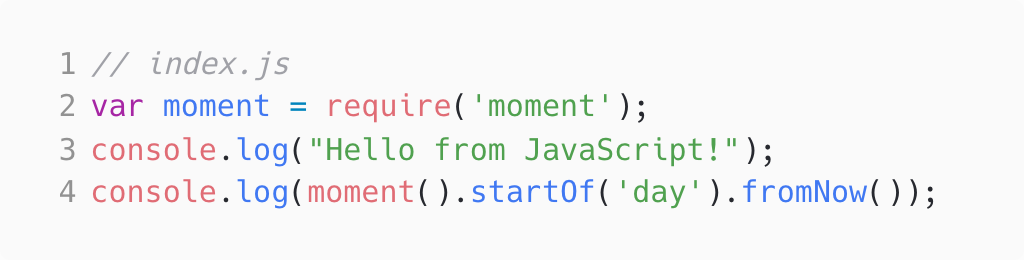 1 // index.js
2 var moment = require('moment');
3 console.log("Hello from JavaScript!");
4 console.log(moment().startOf('day').fromNow());